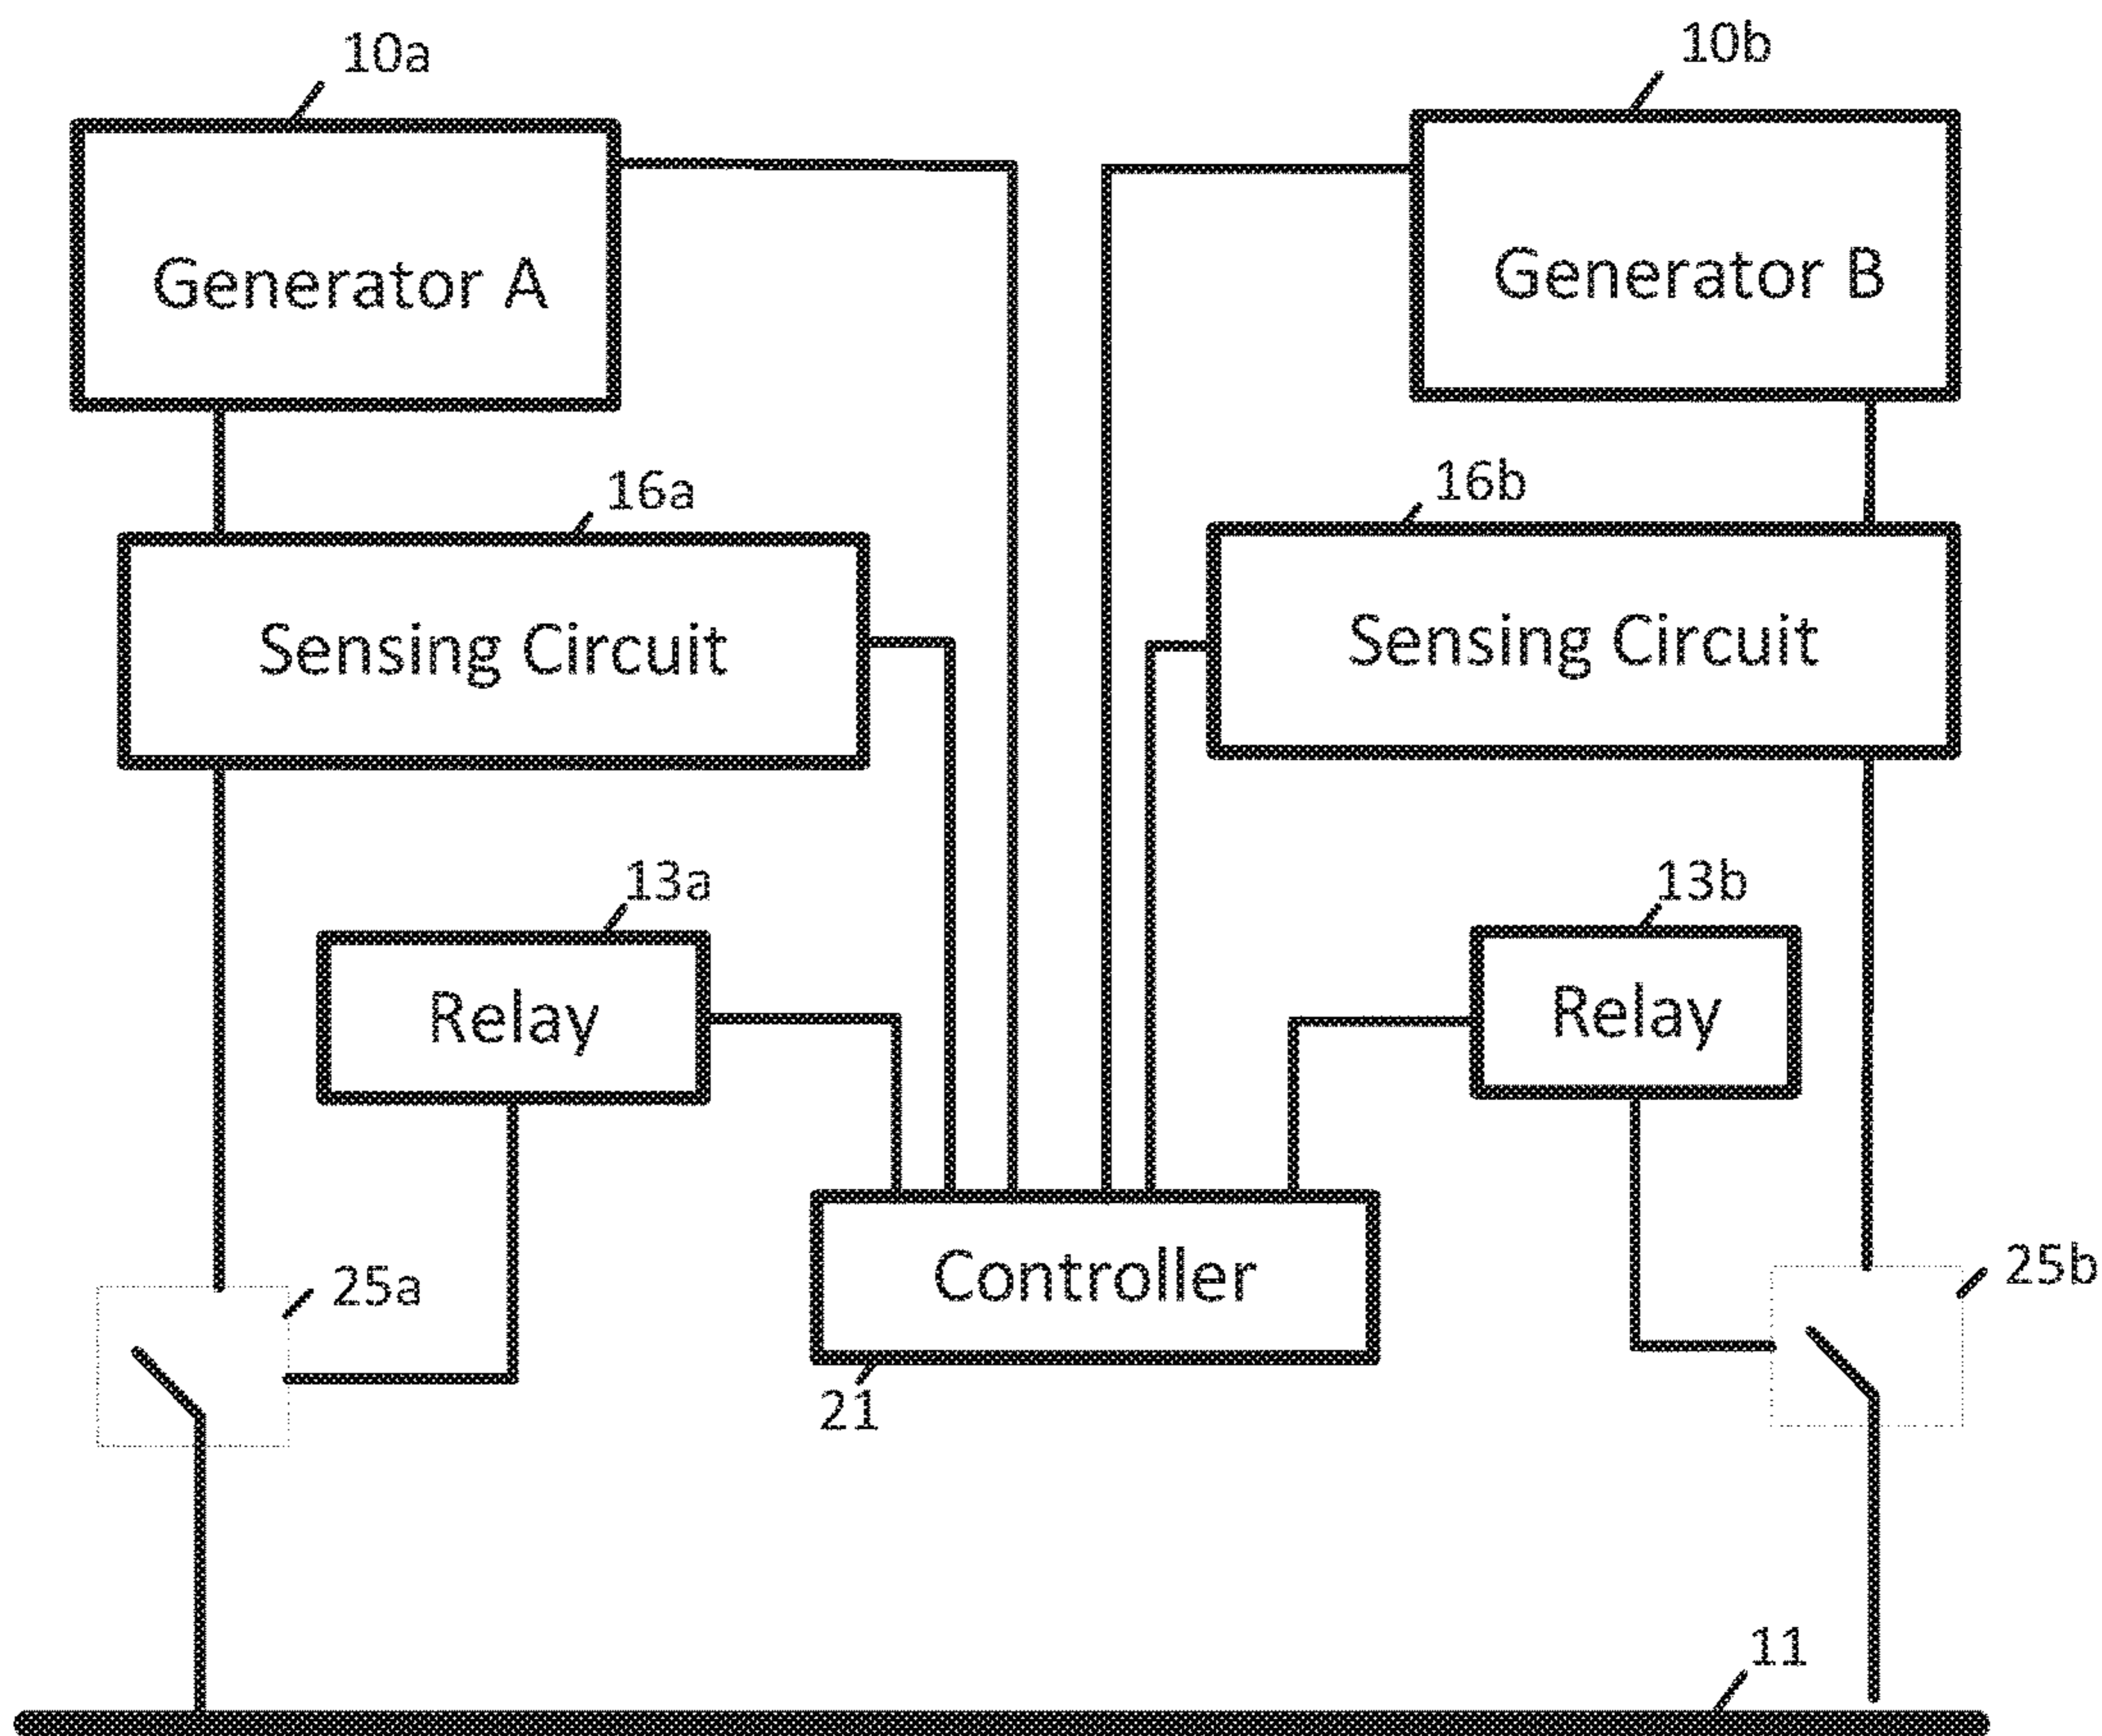 10a
10b
Generator A
Generator B
16a
16b
Sensing Circuit
Sensing Circuit
13a
13b
Relay
Relay
Controller
25a
25b
21
11